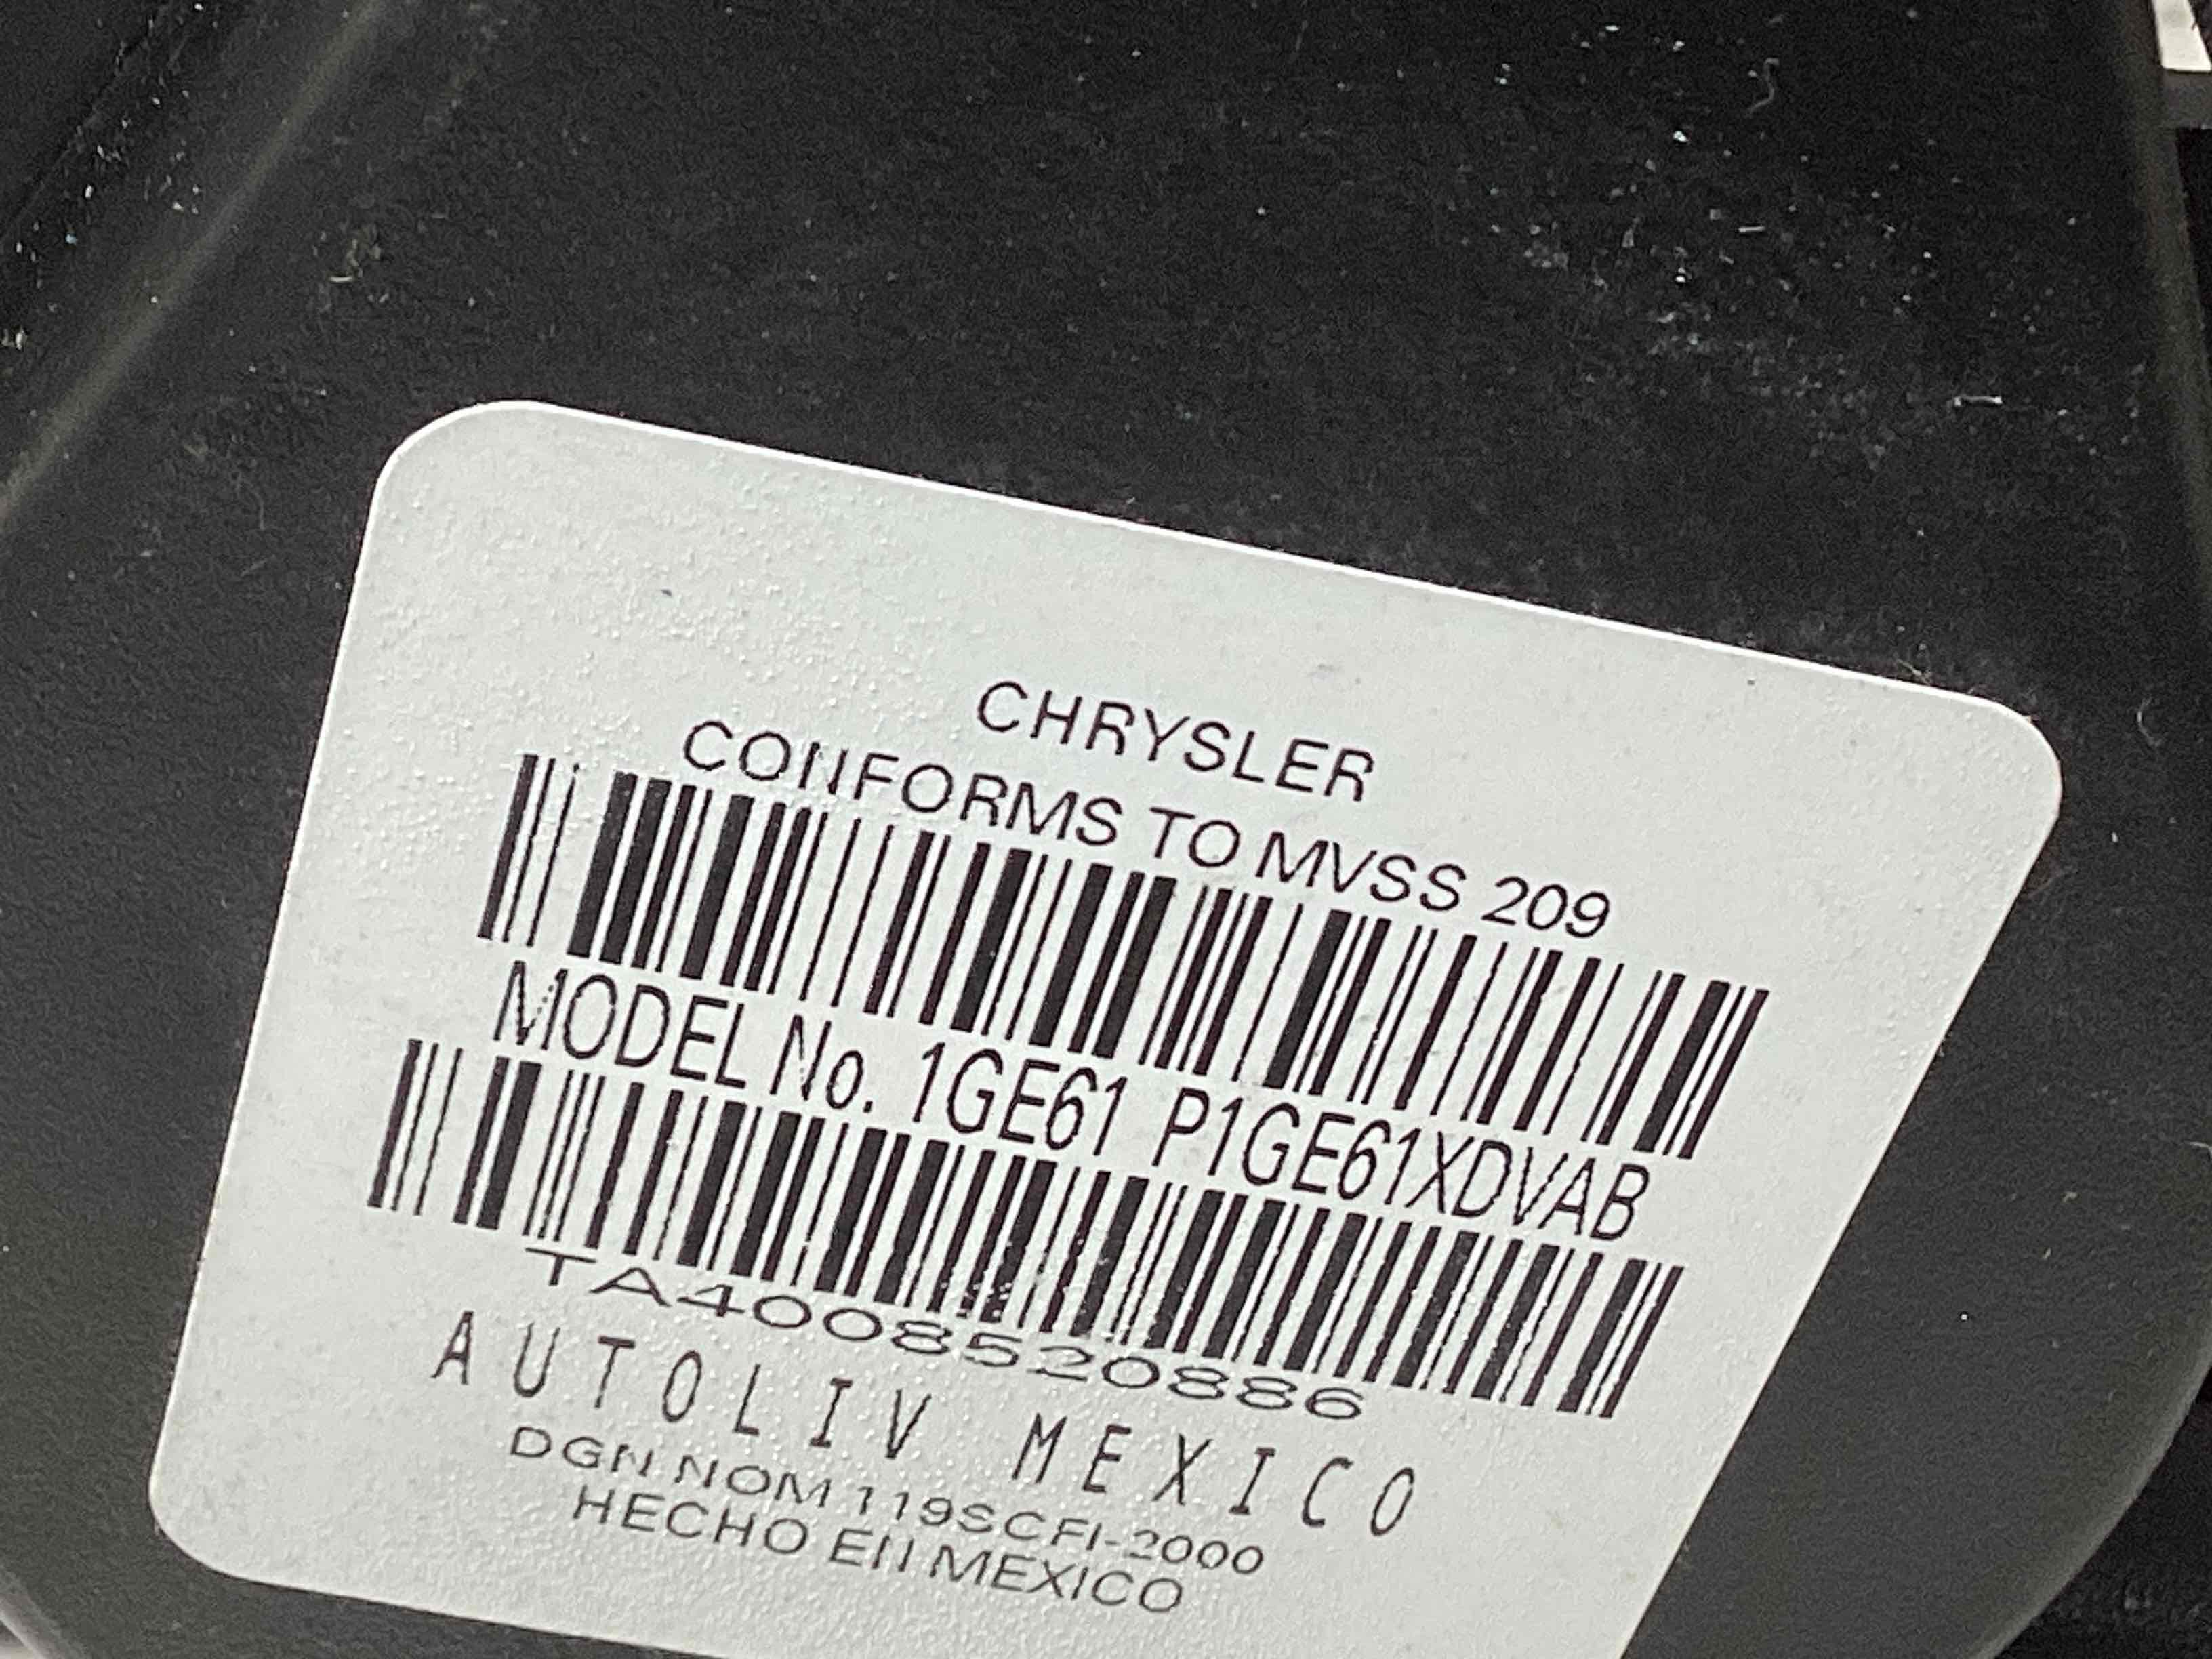 CHRYSLER
CONFORMS TO MVSS 209
MODEL No. 1GE61 P1GE61XDVAB
TA4008520886
AUTOLIV MEXICO
DGN NOM 119SCFI-2000
HECHO EN MEXICO